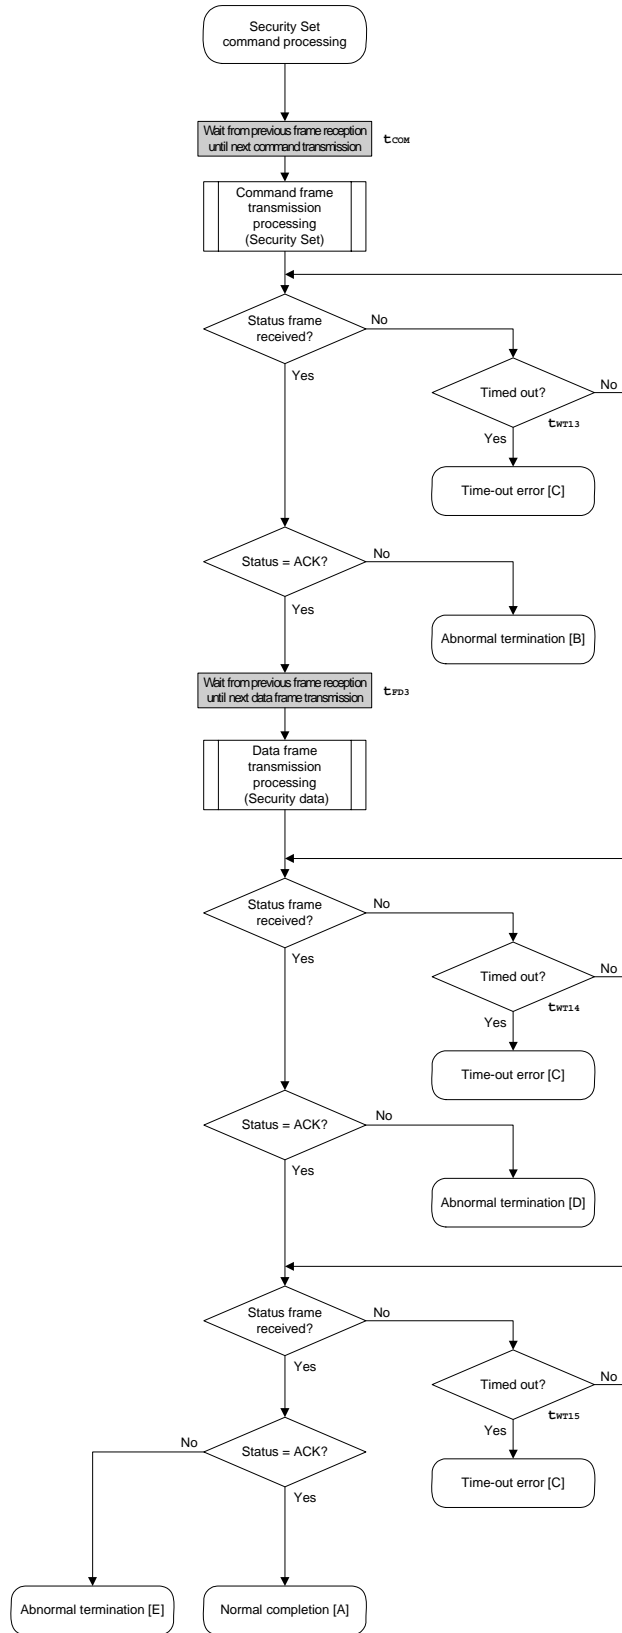 Security Set
command processing
Wait from previous frame reception
until next command transmission
tCOM
Command frame
transmission
processing
(Security Set)
Status frame
received?
No
Yes
Timed out?
No
tWT13
Yes
Time-out error [C]
Status = ACK?
No
Yes
Abnormal termination [B]
Wait from previous frame reception
until next data frame transmission
tFD3
Data frame
transmission
processing
(Security data)
Status frame
received?
No
Yes
Timed out?
No
tWT14
Yes
Time-out error [C]
Status = ACK?
No
Yes
Abnormal termination [D]
Status frame
received?
No
Yes
Timed out?
No
tWT15
Yes
Time-out error [C]
No
Status = ACK?
Yes
Abnormal termination [E]
Normal completion [A]